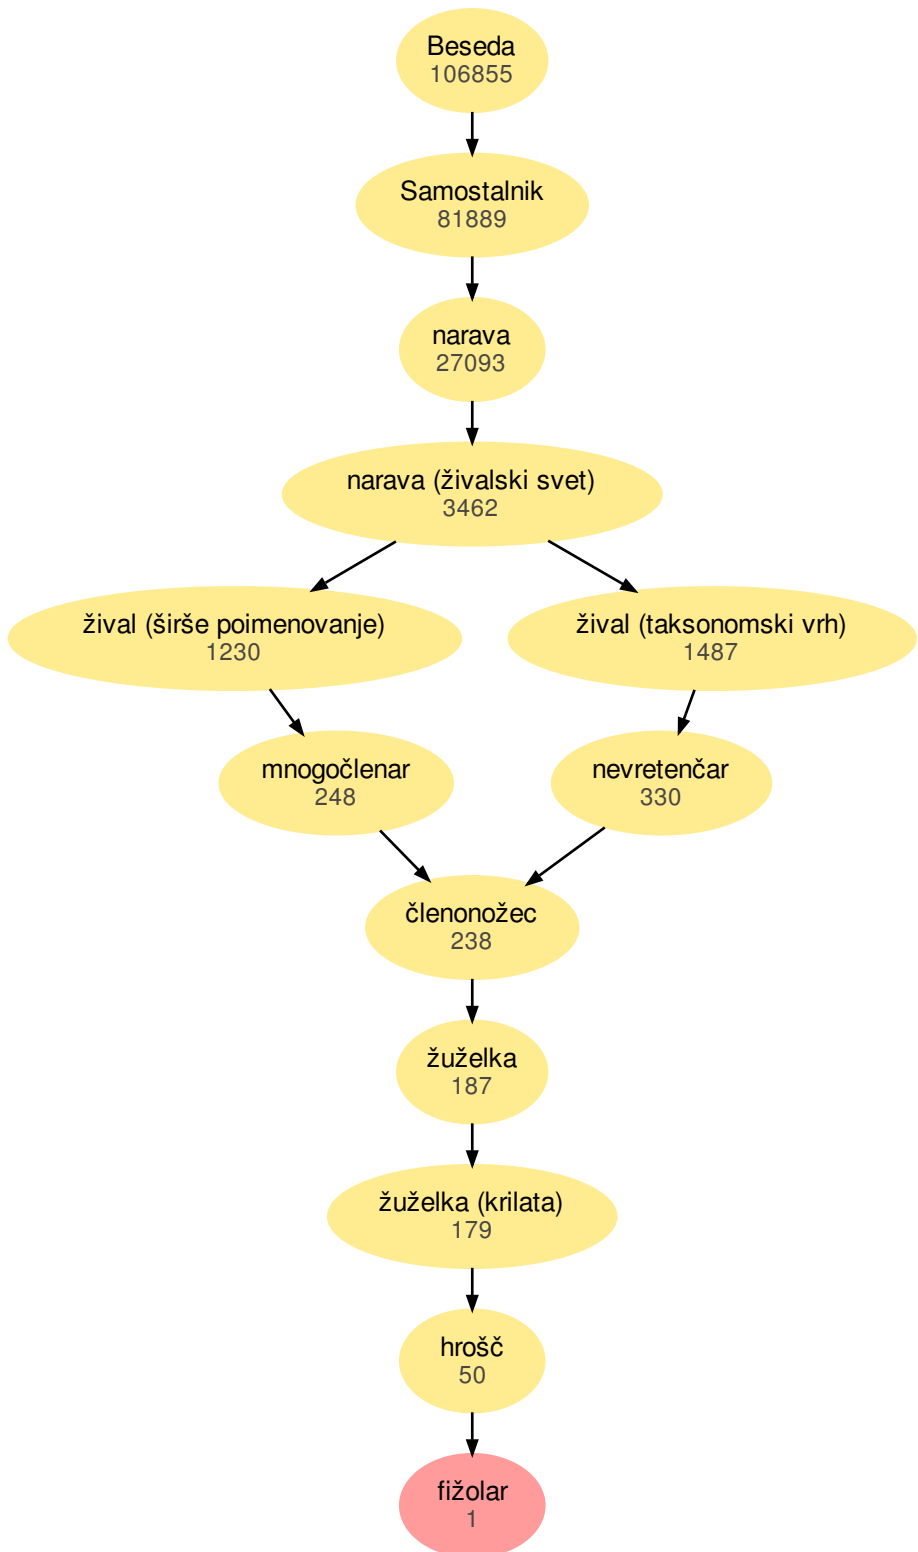 Beseda
106855
Samostalnik
81889
narava
27093
narava (živalski svet)
3462
žival (širše poimenovanje)
1230
žival (taksonomski vrh)
1487
mnogočlenar
248
nevretenčar
330
členonožec
238
žuželka
187
žuželka (krilata)
179
hrošč
50
fižolar
1